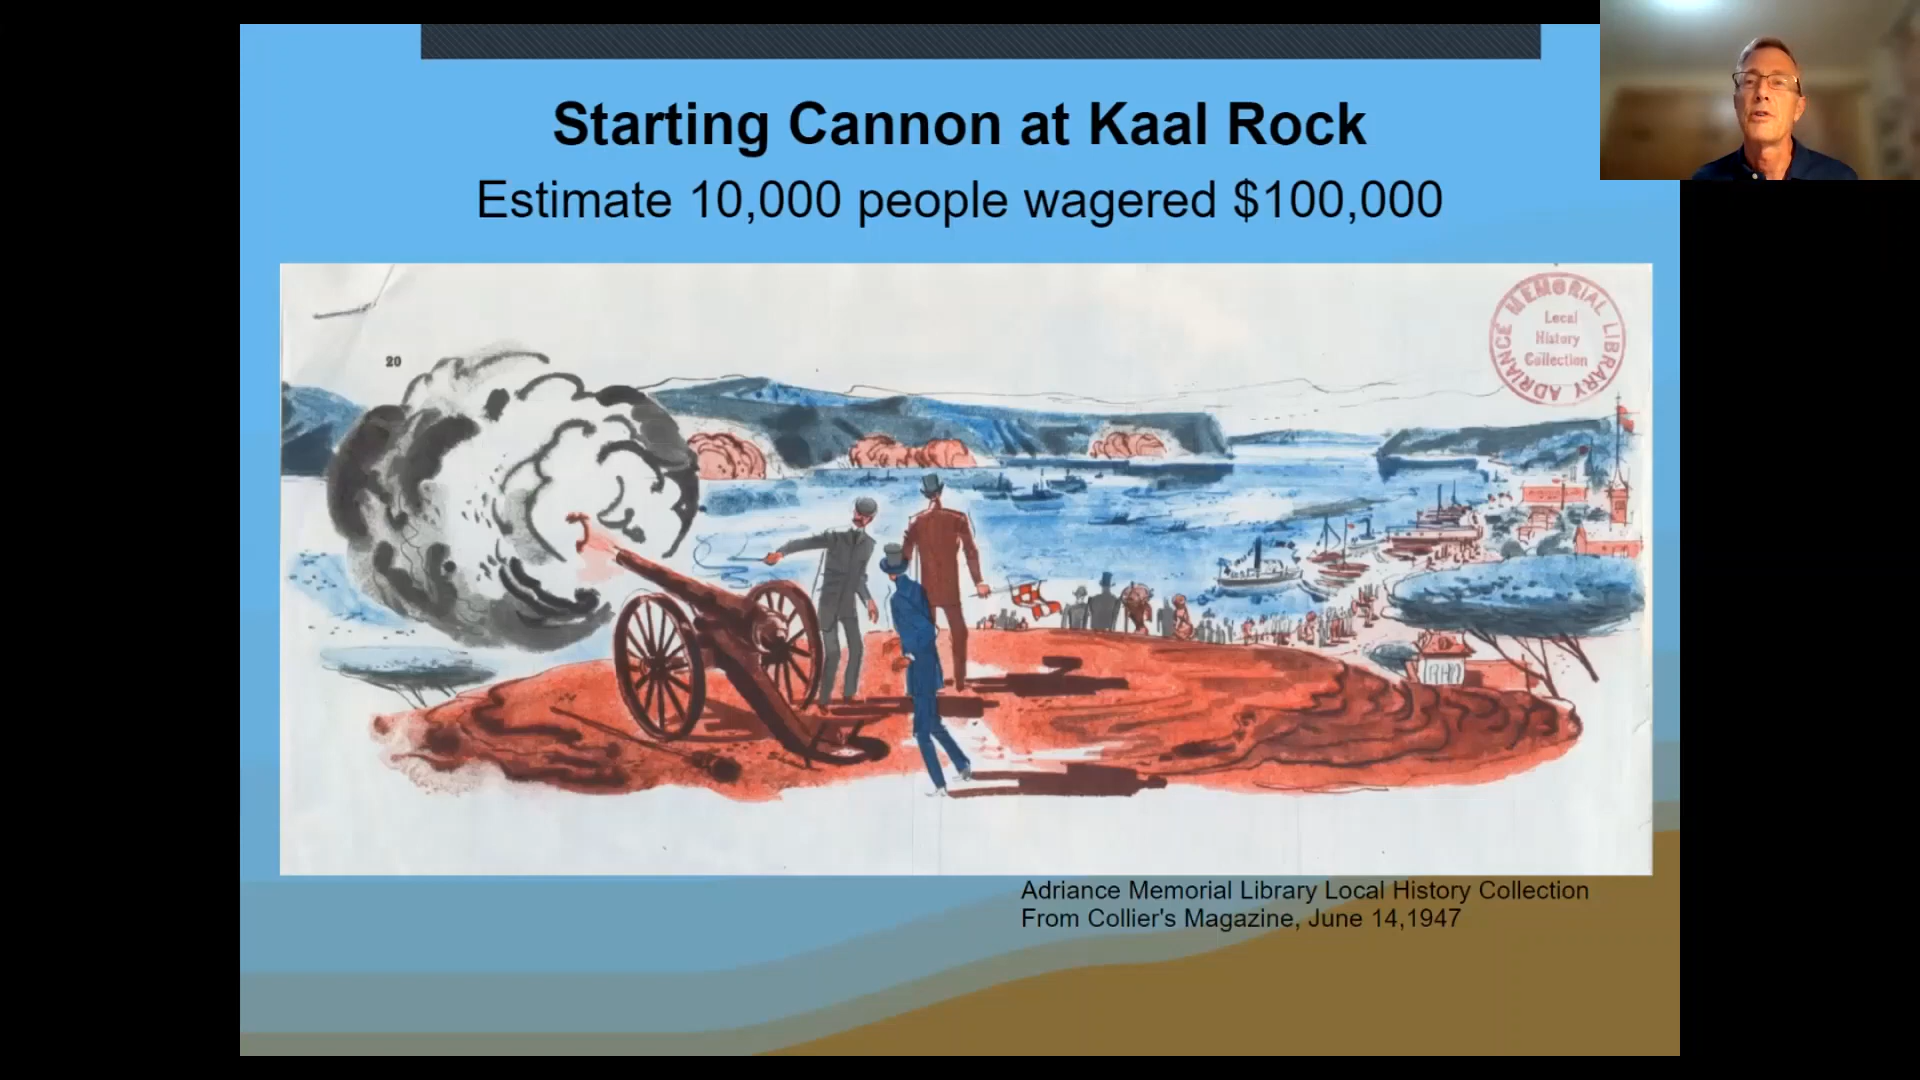 Starting Cannon at Kaal Rock
Estimate 10,000 people wagered $100,000
20
ADRIANCE MEMORIAL LIBRARY
Local
History
Collection
Adriance Memorial Library Local History Collection
From Collier's Magazine, June 14,1947